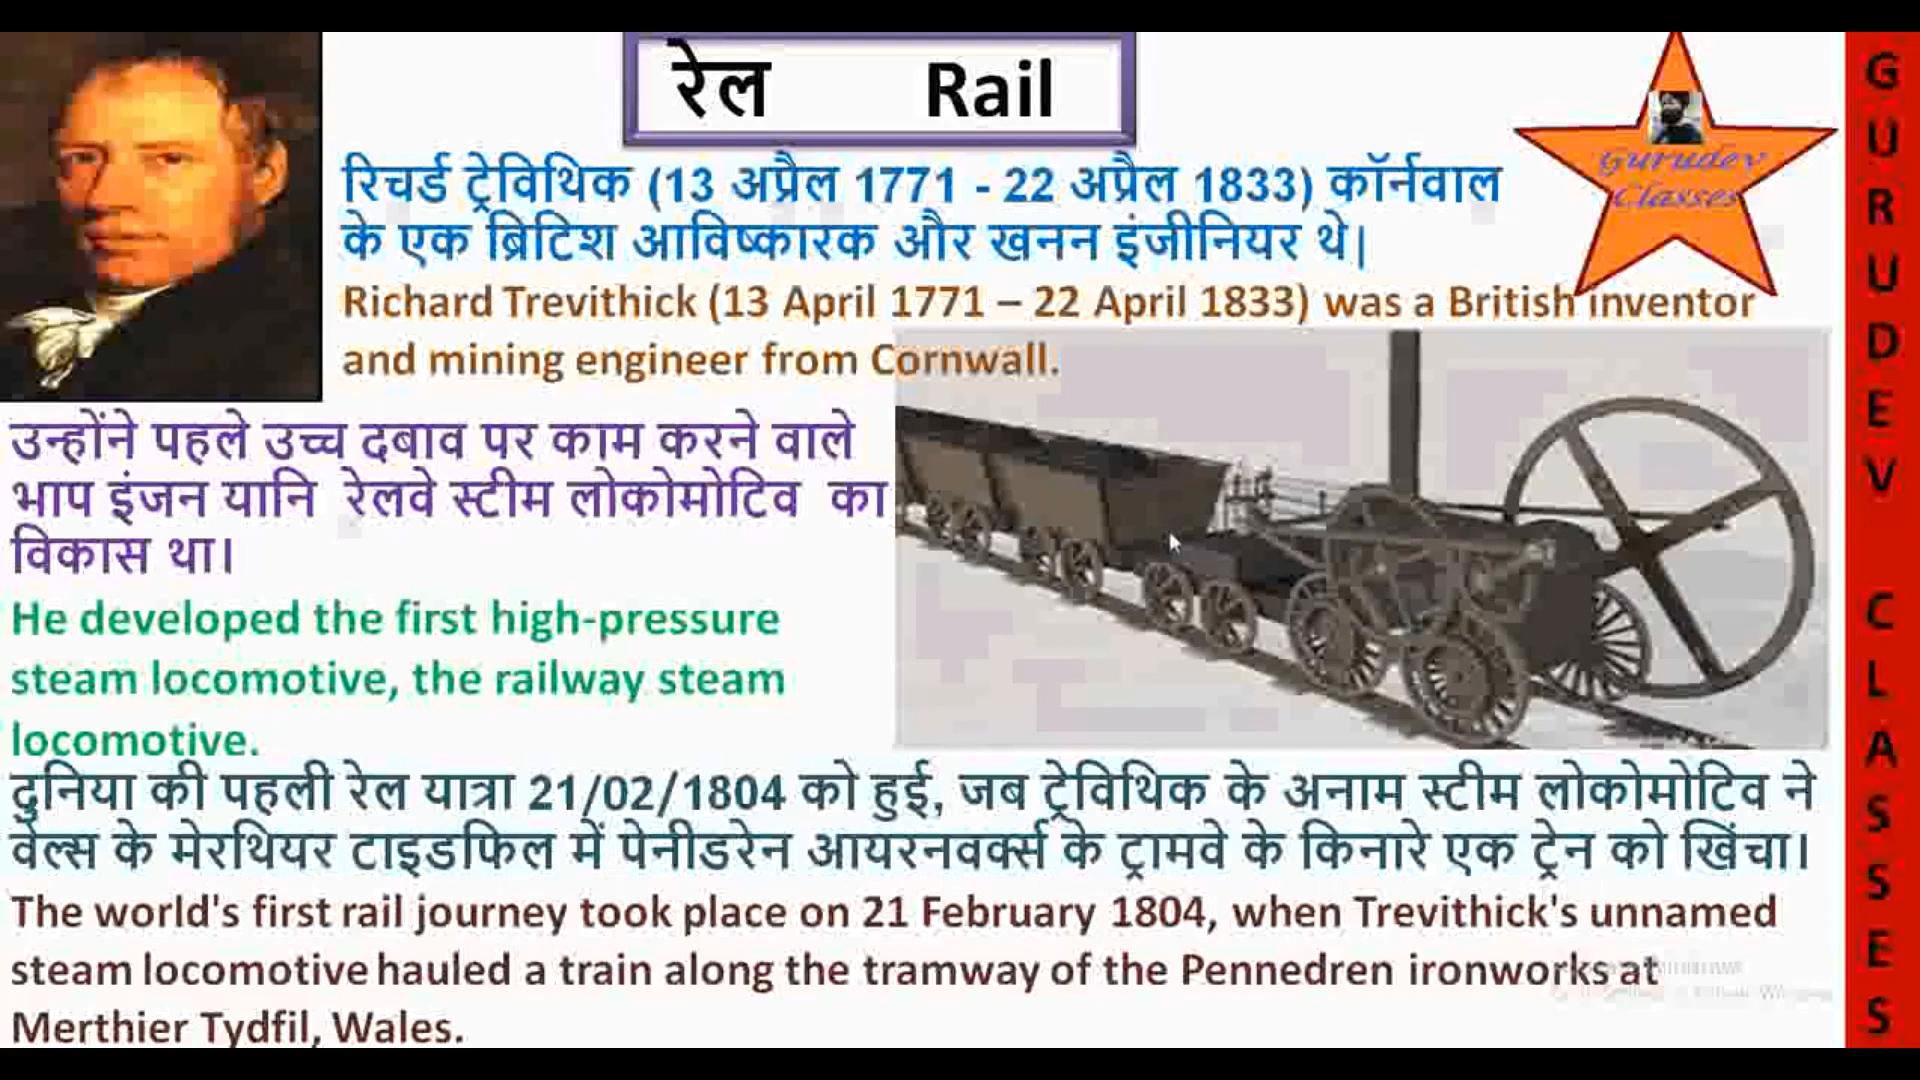 रेल Rail
Gurudev
Classes
रिचर्ड ट्रेविथिक (13 अप्रैल 1771 - 22 अप्रैल 1833) कॉर्नवाल
के एक ब्रिटिश आविष्कारक और खनन इंजीनियर थे|
Richard Trevithick (13 April 1771 – 22 April 1833) was a British inventor
and mining engineer from Cornwall.
उन्होंने पहले उच्च दबाव पर काम करने वाले
भाप इंजन यानि रेलवे स्टीम लोकोमोटिव का
विकास था।
He developed the first high-pressure
steam locomotive, the railway steam
locomotive.
दुनिया की पहली रेल यात्रा 21/02/1804 को हुई, जब ट्रेविथिक के अनाम स्टीम लोकोमोटिव ने
वेल्स के मेरथियर टाइडफिल में पेनीडरेन आयरनवर्क्स के ट्रामवे के किनारे एक ट्रेन को खिंचा।
The world's first rail journey took place on 21 February 1804, when Trevithick's unnamed
steam locomotive hauled a train along the tramway of the Pennedren ironworks at
Merthier Tydfil, Wales.
GURUDEV CLASSES